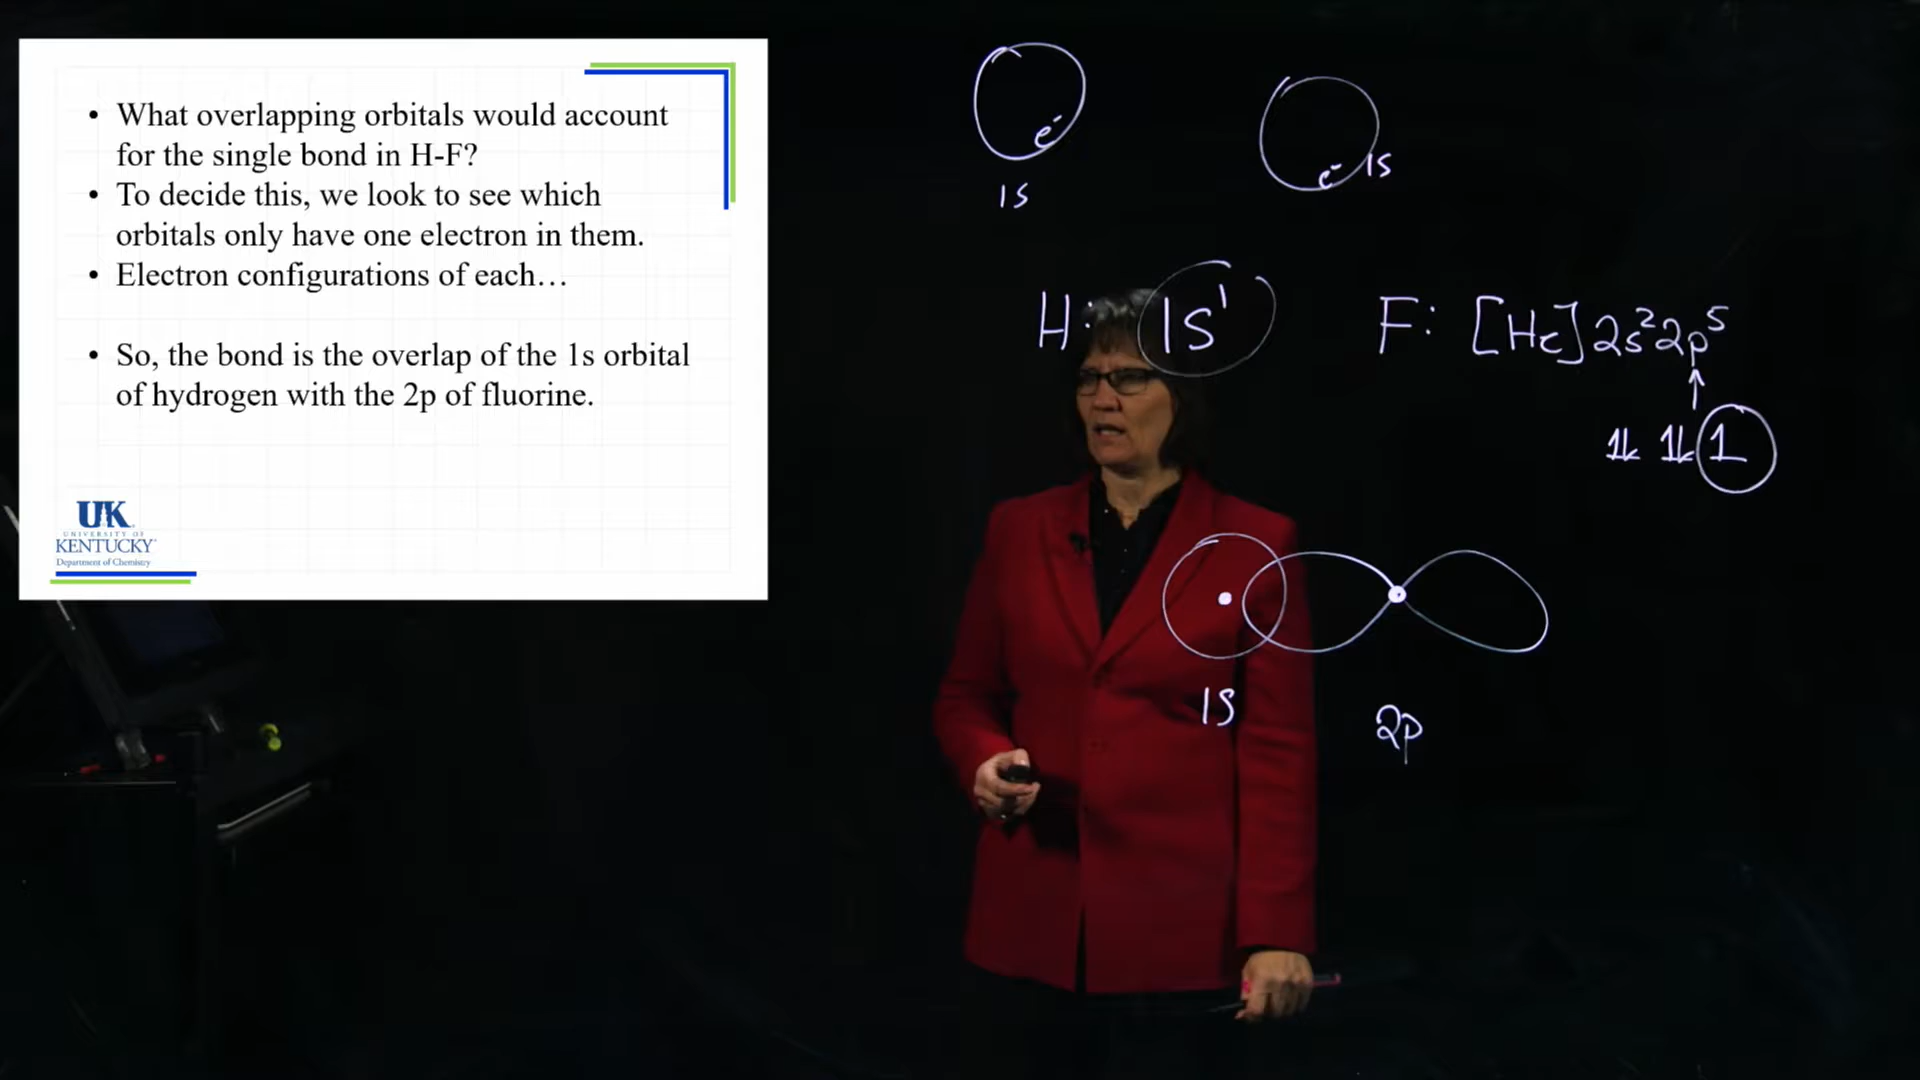 • What overlapping orbitals would account
for the single bond in H-F?
• To decide this, we look to see which
orbitals only have one electron in them.
• Electron configurations of each…
• So, the bond is the overlap of the 1s orbital
of hydrogen with the 2p of fluorine.
UK
UNIVERSITY OF
KENTUCKY
Department of Chemistry
e⁻
1s
e⁻ 1s
H: 1s¹
F: [He]2s²2p⁵
↑
⥮ ⥮ 1
1s
2p